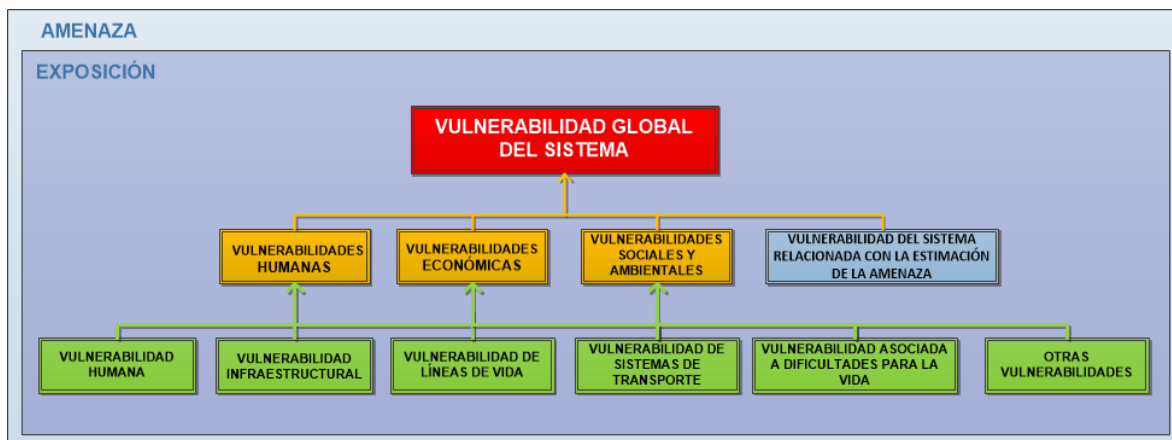 AMENAZA
EXPOSICIÓN
VULNERABILIDAD GLOBAL
DEL SISTEMA
VULNERABILIDADES
HUMANAS
VULNERABILIDADES
ECONÓMICAS
VULNERABILIDADES
SOCIALES Y
AMBIENTALES
VULNERABILIDAD DEL SISTEMA
RELACIONADA CON LA ESTIMACIÓN
DE LA AMENAZA
VULNERABILIDAD
HUMANA
VULNERABILIDAD
INFRAESTRUCTURAL
VULNERABILIDAD DE
LÍNEAS DE VIDA
VULNERABILIDAD DE
SISTEMAS DE
TRANSPORTE
VULNERABILIDAD ASOCIADA
A DIFICULTADES PARA LA
VIDA
OTRAS
VULNERABILIDADES